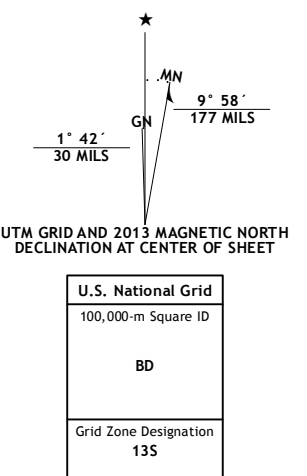 ★
MN
9° 58´
177 MILS
GN
1° 42´
30 MILS
UTM GRID AND 2013 MAGNETIC NORTH
DECLINATION AT CENTER OF SHEET
U.S. National Grid
100,000-m Square ID
BD
Grid Zone Designation
13S